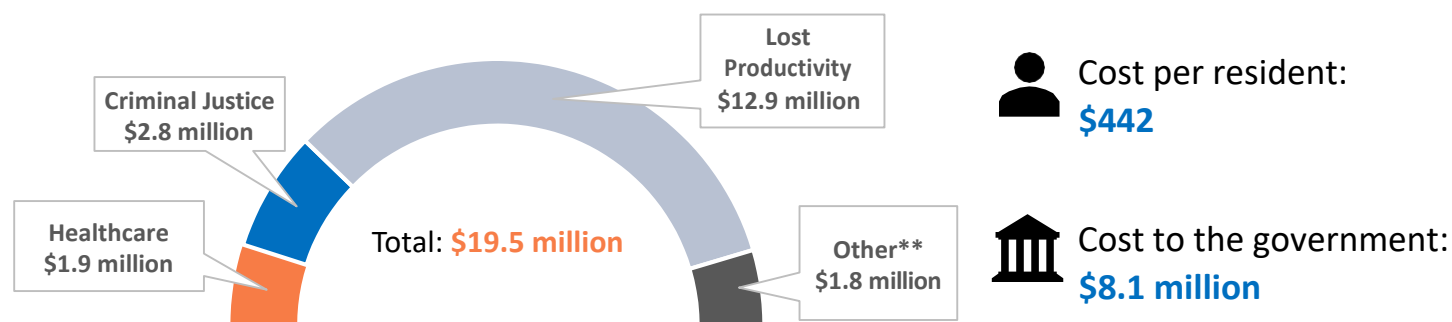 Lost
Productivity
$12.9 million
Criminal Justice
$2.8 million
Healthcare
$1.9 million
Total: $19.5 million
Other**
$1.8 million
Cost per resident:
$442
Cost to the government:
$8.1 million